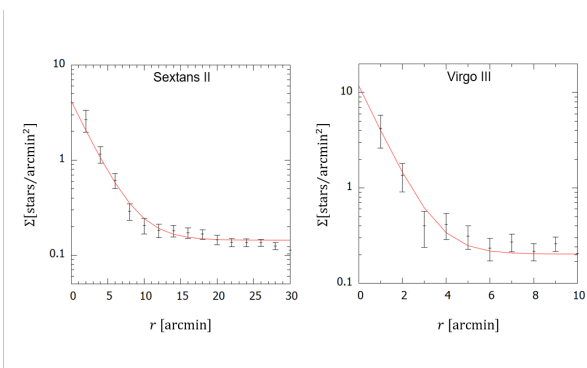 Sextans II
10
1
0.1
Σ[stars/arcmin²]
0 5 10 15 20 25 30
r [arcmin]
Virgo III
10
1
0.1
Σ[stars/arcmin²]
0 2 4 6 8 10
r [arcmin]